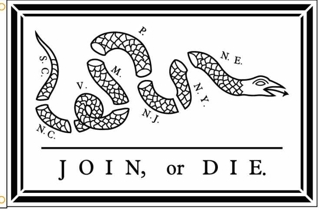 P.
N. E.
S. C.
M.
V.
N. Y.
N. J.
N. C.
JOIN, or DIE.